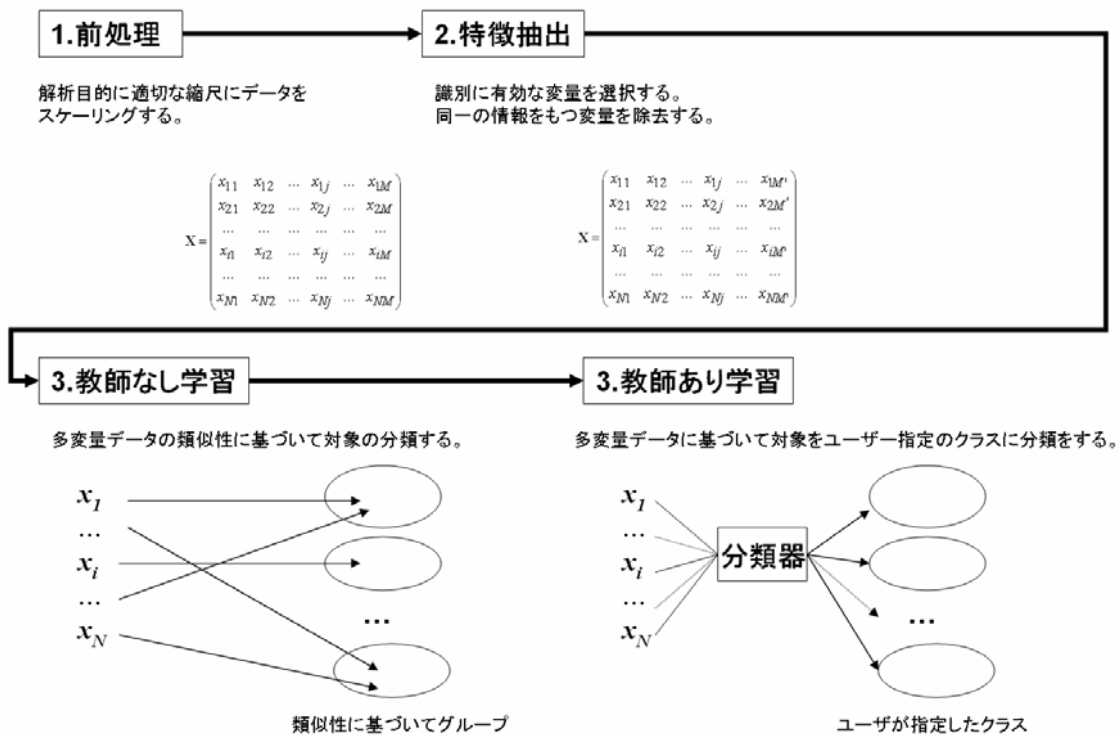 1.前処理
2.特徴抽出
解析目的に適切な縮尺にデータを
スケーリングする。
識別に有効な変量を選択する。
同一の情報をもつ変量を除去する。
X =
x11 x12 … x1j … x1M
x21 x22 … x2j … x2M
… … … … … …
xi1 xi2 … xij … xiM
… … … … … …
xN1 xN2 … xNj … xNM
X =
x11 x12 … x1j … x1M'
x21 x22 … x2j … x2M'
… … … … … …
xi1 xi2 … xij … xiM'
… … … … … …
xN1 xN2 … xNj … xNM'
3.教師なし学習
3.教師あり学習
多変量データの類似性に基づいて対象の分類する。
多変量データに基づいて対象をユーザー指定のクラスに分類をする。
x1
…
xi
…
xN
…
類似性に基づいてグループ
x1
…
xi
…
xN
分類器
…
ユーザが指定したクラス